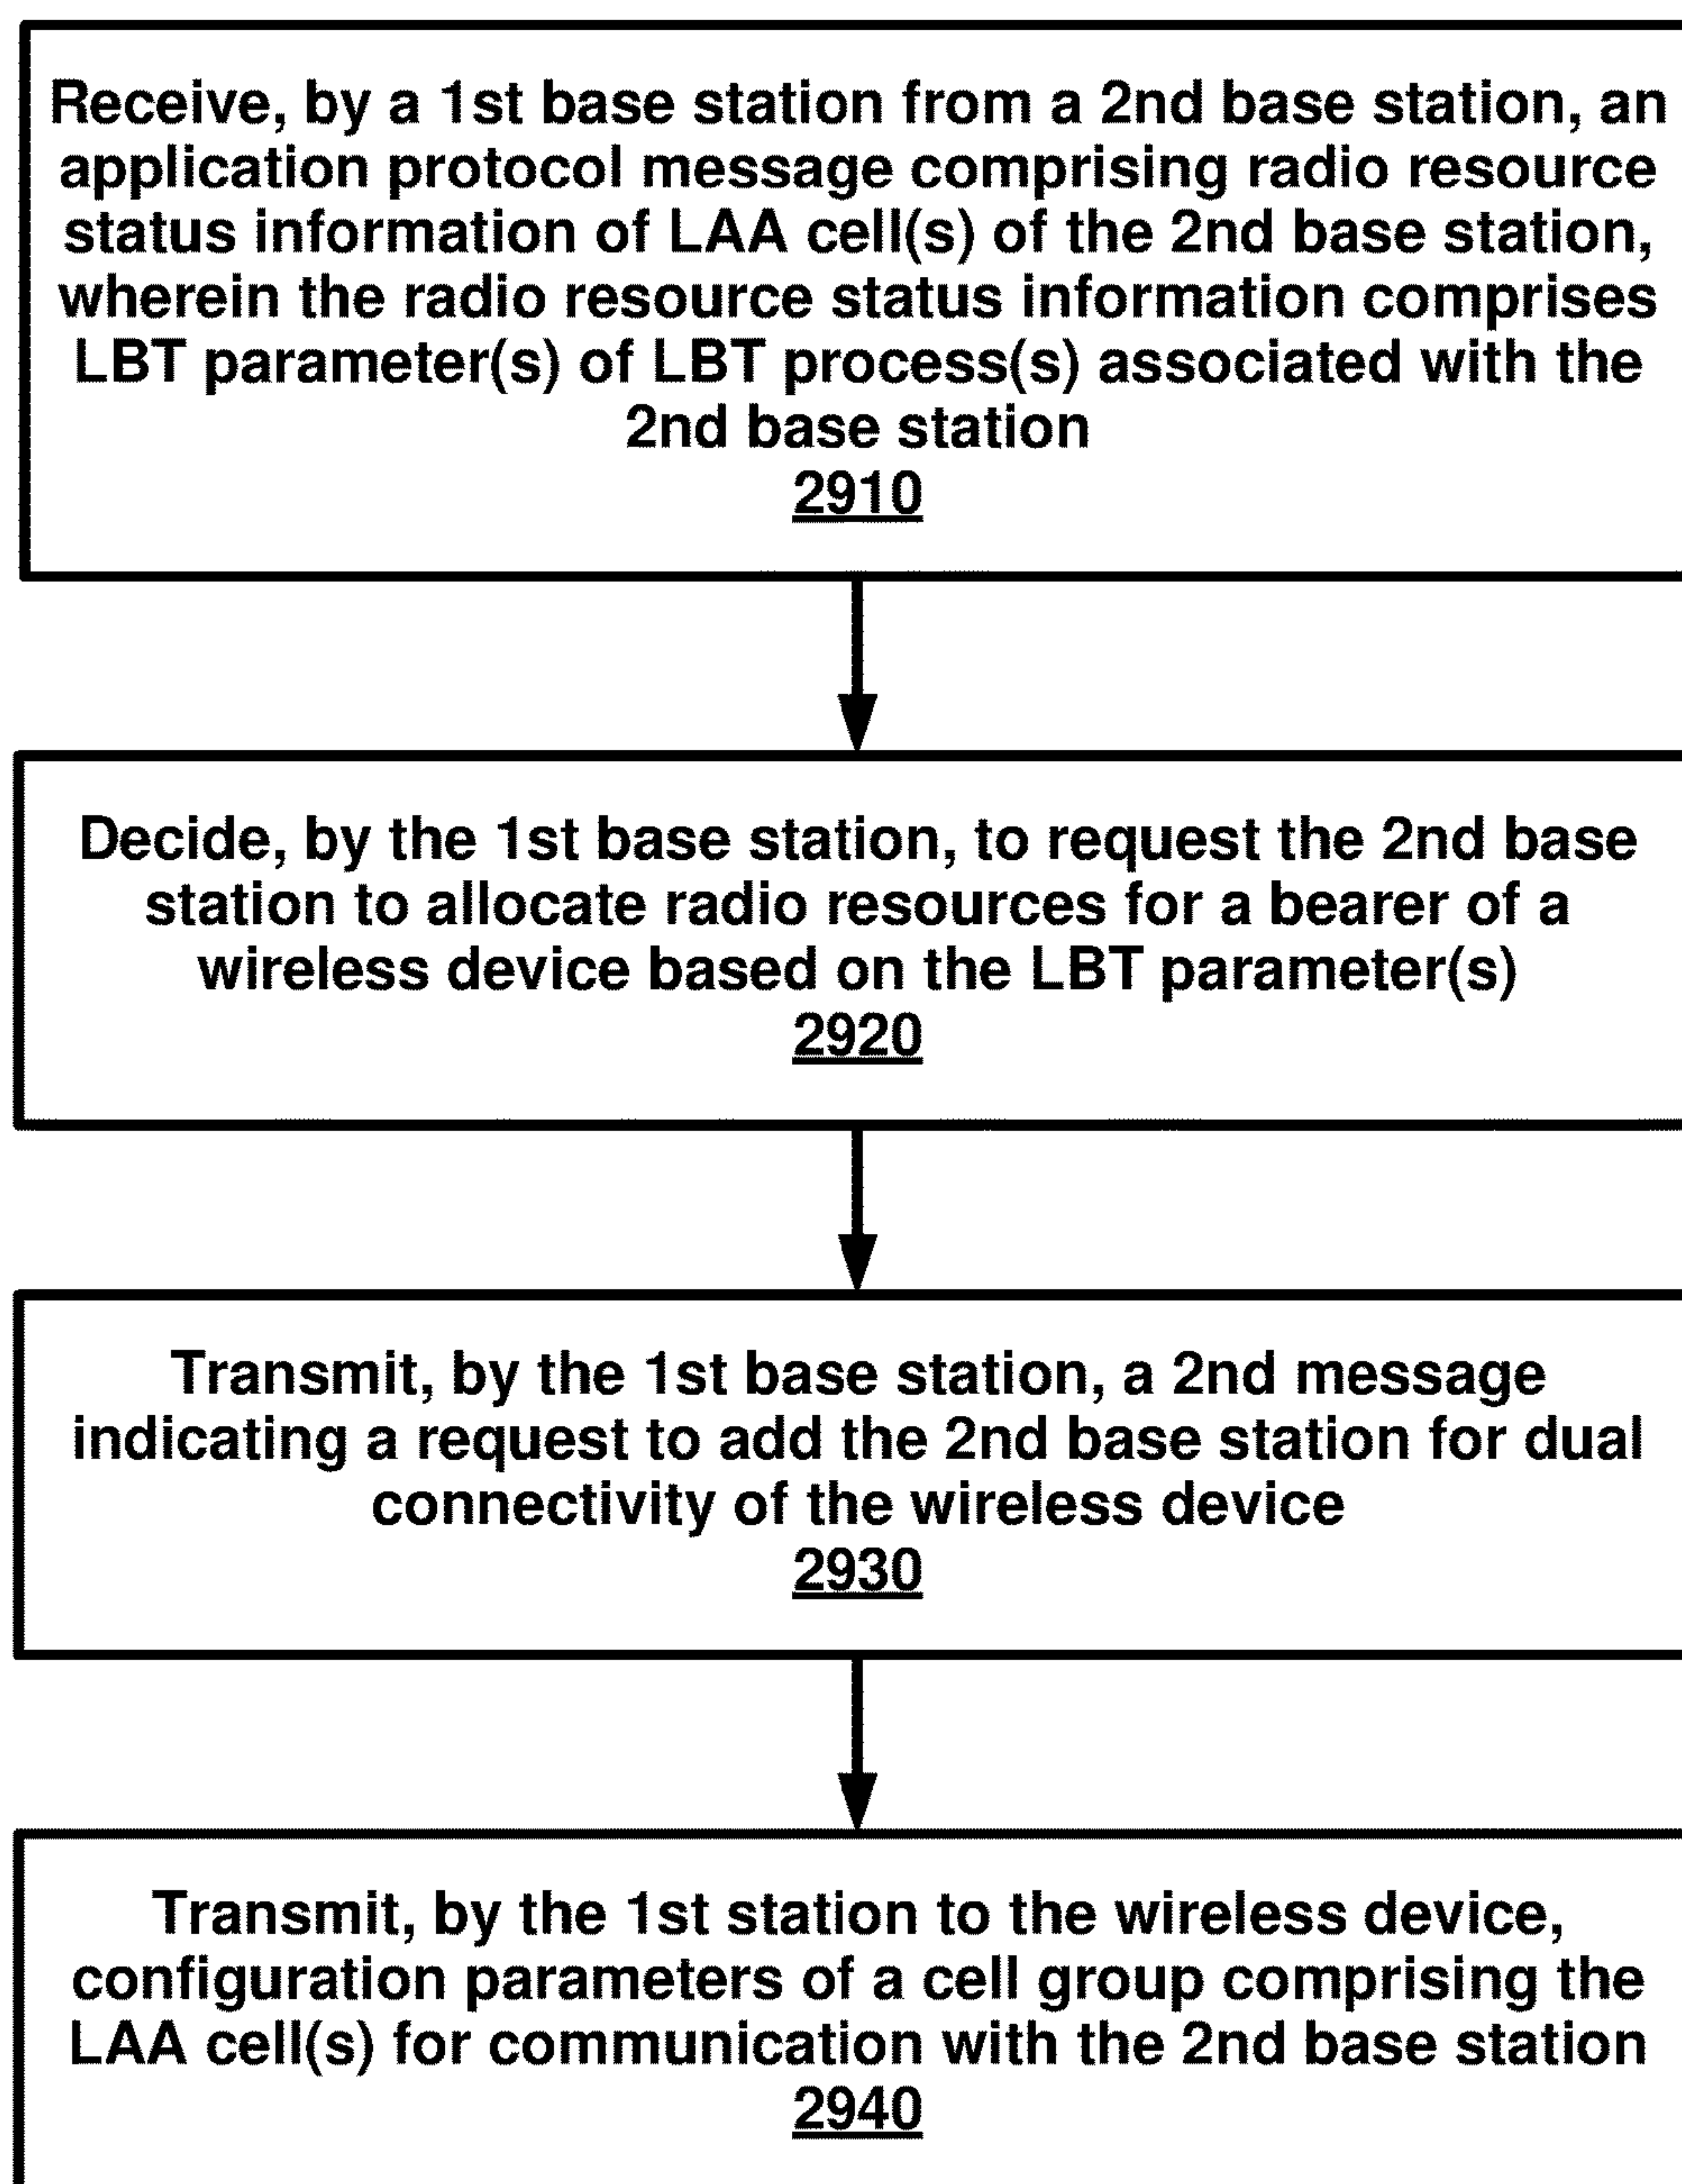 Receive, by a 1st base station from a 2nd base station, an
application protocol message comprising radio resource
status information of LAA cell(s) of the 2nd base station,
wherein the radio resource status information comprises
LBT parameter(s) of LBT process(s) associated with the
2nd base station
2910
Decide, by the 1st base station, to request the 2nd base
station to allocate radio resources for a bearer of a
wireless device based on the LBT parameter(s)
2920
Transmit, by the 1st base station, a 2nd message
indicating a request to add the 2nd base station for dual
connectivity of the wireless device
2930
Transmit, by the 1st station to the wireless device,
configuration parameters of a cell group comprising the
LAA cell(s) for communication with the 2nd base station
2940